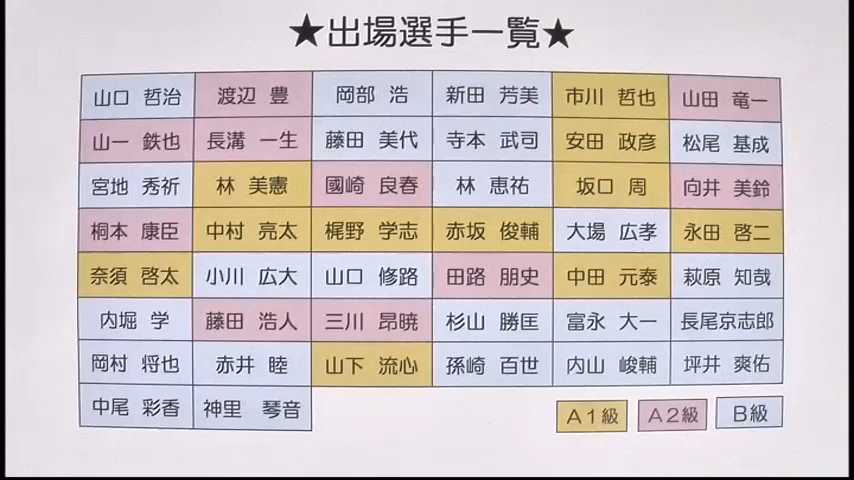 ★出場選手一覧★
山口 哲治 渡辺 豊 岡部 浩 新田 芳美 市川 哲也 山田 竜一
山一 鉄也 長溝 一生 藤田 美代 寺本 武司 安田 政彦 松尾 基成
宮地 秀祈 林 美憲 國崎 良春 林 恵祐 坂口 周 向井 美鈴
桐本 康臣 中村 亮太 梶野 学志 赤坂 俊輔 大場 広孝 永田 啓二
奈須 啓太 小川 広大 山口 修路 田路 朋史 中田 元泰 萩原 知哉
内堀 学 藤田 浩人 三川 昂暁 杉山 勝匡 富永 大一 長尾京志郎
岡村 将也 赤井 睦 山下 流心 孫崎 百世 内山 峻輔 坪井 爽佑
中尾 彩香 神里 琴音
A1級 A2級 B級